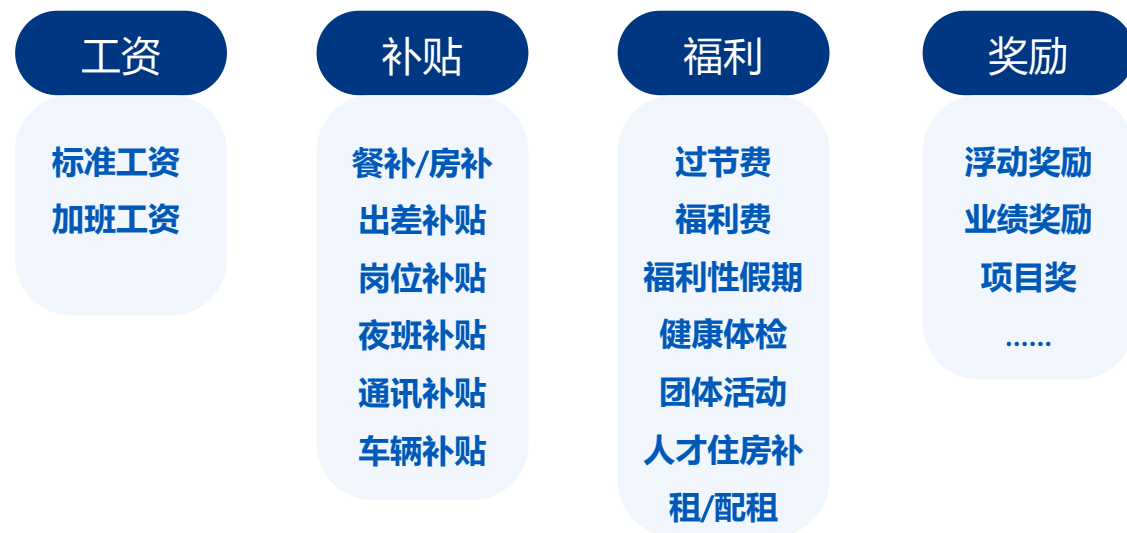 工资
标准工资
加班工资
补贴
餐补/房补
出差补贴
岗位补贴
夜班补贴
通讯补贴
车辆补贴
福利
过节费
福利费
福利性假期
健康体检
团体活动
人才住房补
租/配租
奖励
浮动奖励
业绩奖励
项目奖
......